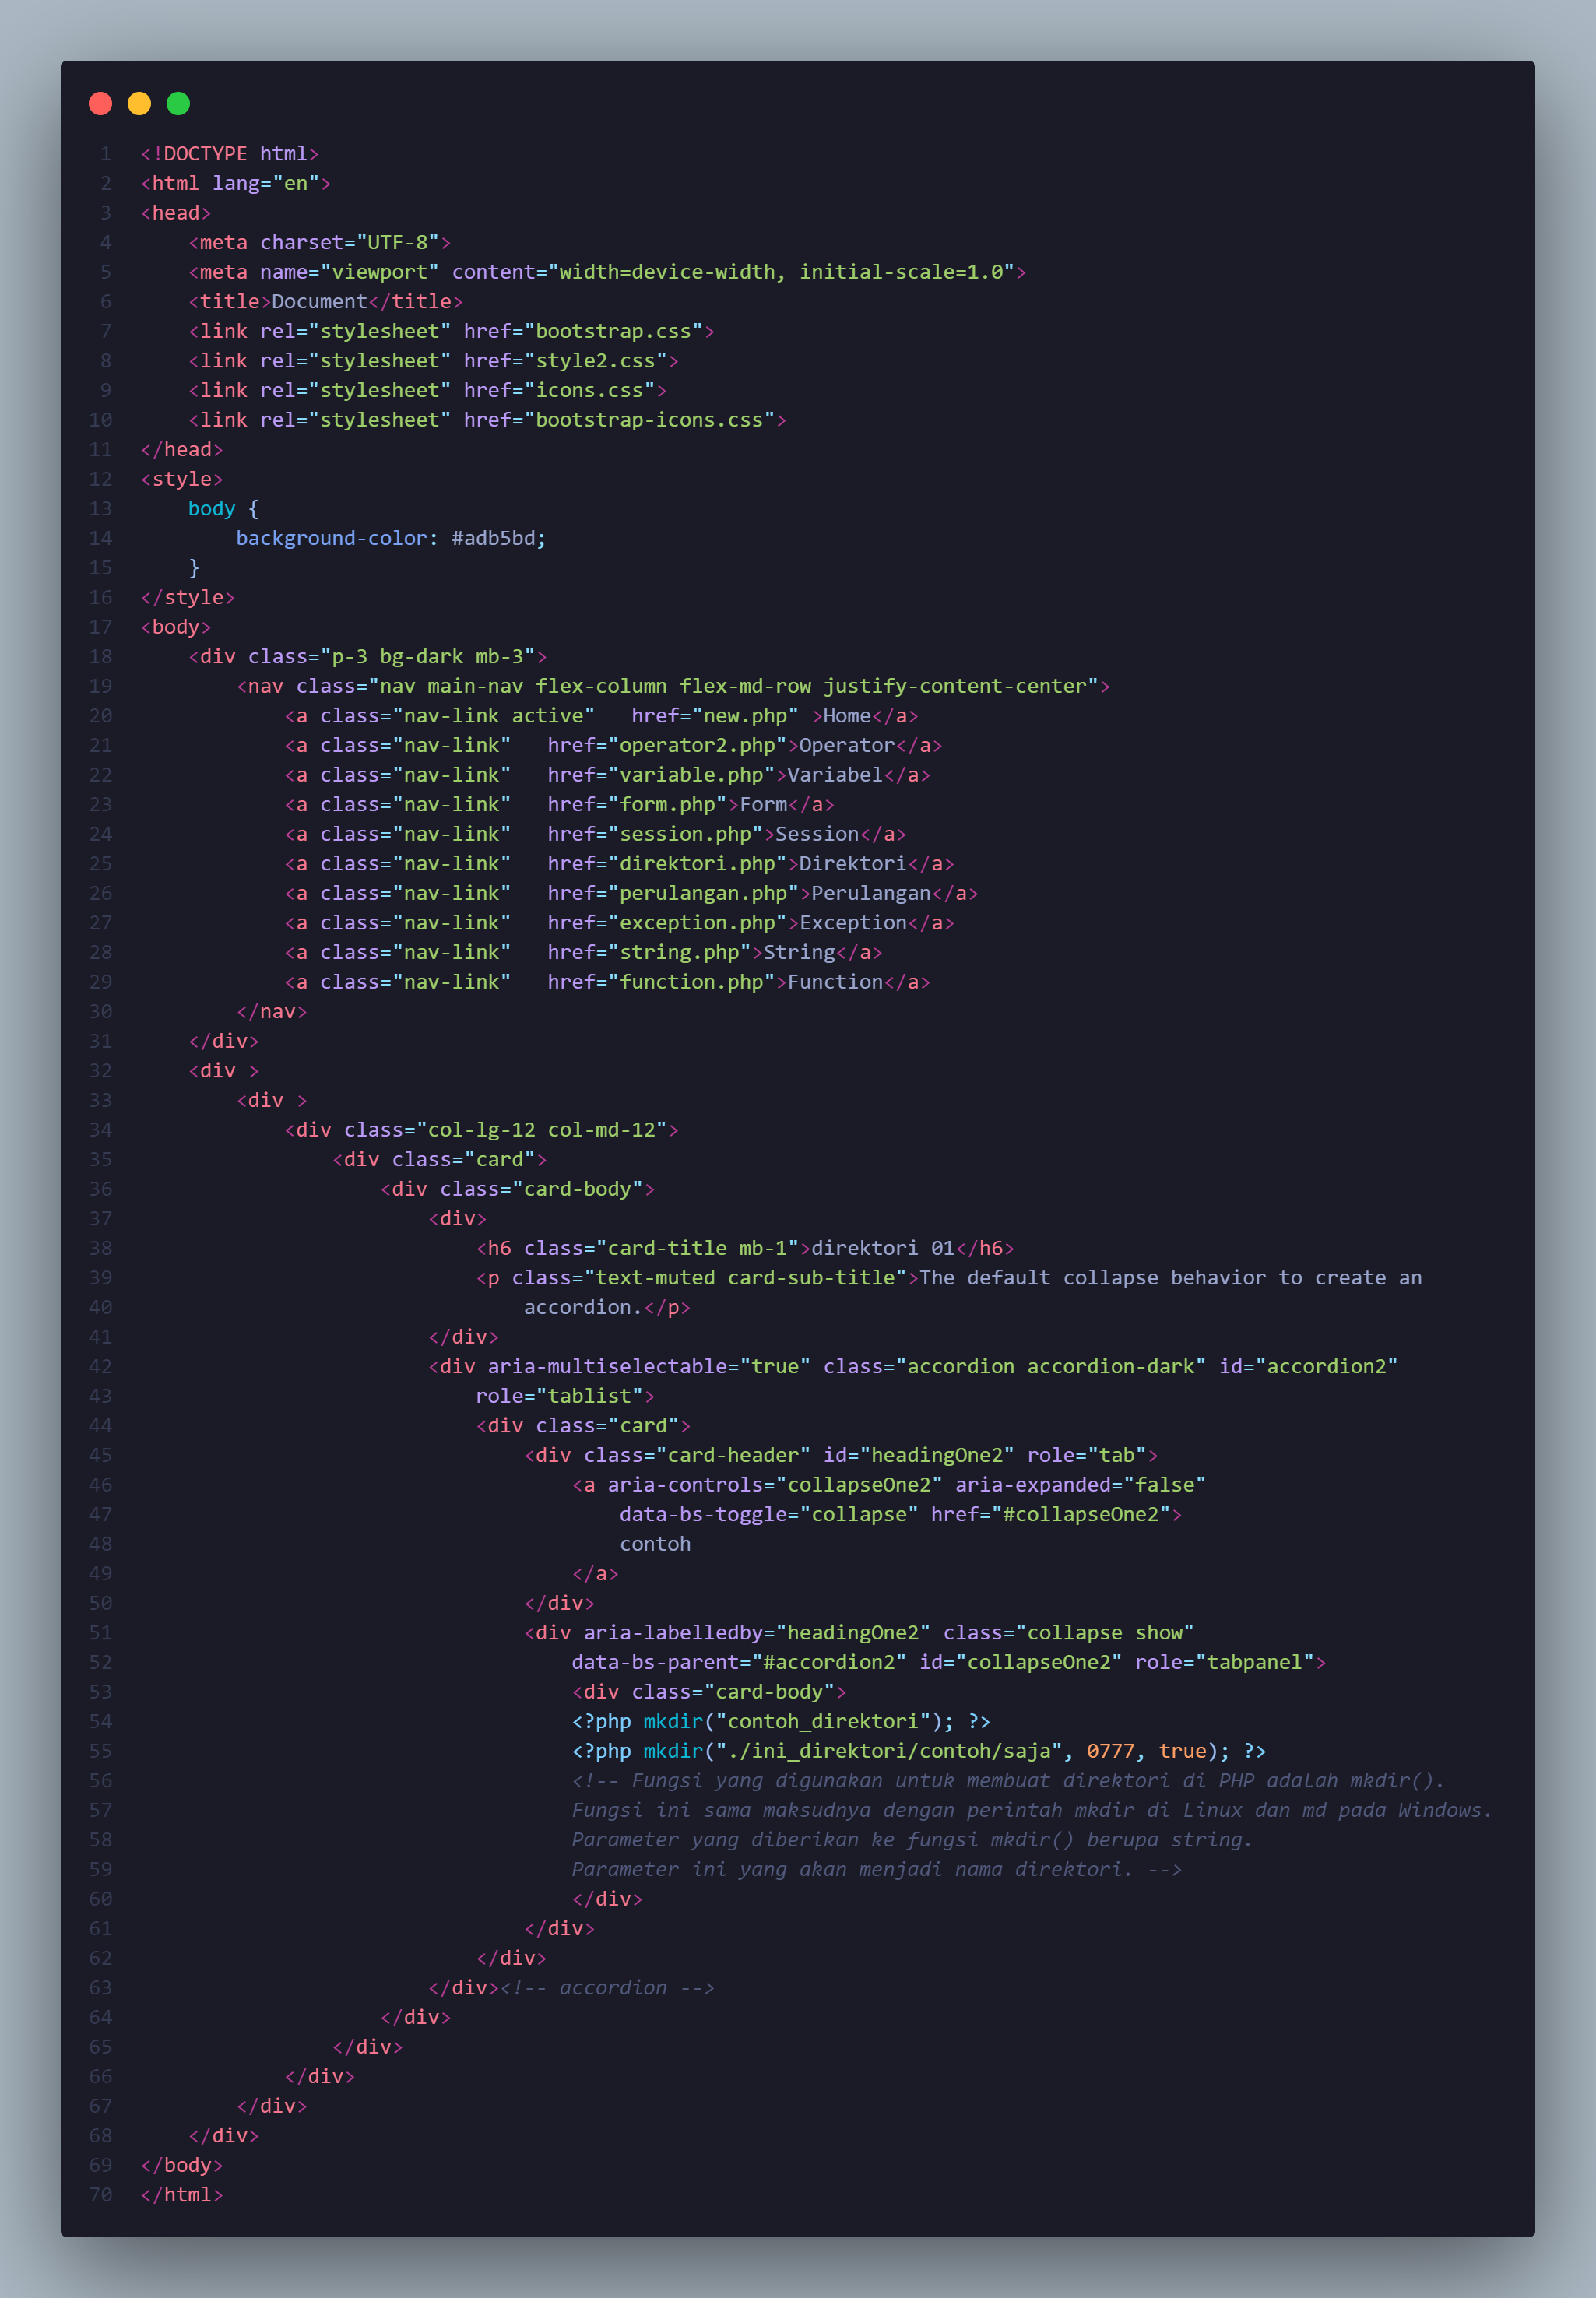 1 <!DOCTYPE html>
2 <html lang="en">
3 <head>
4     <meta charset="UTF-8">
5     <meta name="viewport" content="width=device-width, initial-scale=1.0">
6     <title>Document</title>
7     <link rel="stylesheet" href="bootstrap.css">
8     <link rel="stylesheet" href="style2.css">
9     <link rel="stylesheet" href="icons.css">
10     <link rel="stylesheet" href="bootstrap-icons.css">
11 </head>
12 <style>
13     body {
14         background-color: #adb5bd;
15     }
16 </style>
17 <body>
18     <div class="p-3 bg-dark mb-3">
19         <nav class="nav main-nav flex-column flex-md-row justify-content-center">
20             <a class="nav-link active"   href="new.php" >Home</a>
21             <a class="nav-link"   href="operator2.php">Operator</a>
22             <a class="nav-link"   href="variable.php">Variabel</a>
23             <a class="nav-link"   href="form.php">Form</a>
24             <a class="nav-link"   href="session.php">Session</a>
25             <a class="nav-link"   href="direktori.php">Direktori</a>
26             <a class="nav-link"   href="perulangan.php">Perulangan</a>
27             <a class="nav-link"   href="exception.php">Exception</a>
28             <a class="nav-link"   href="string.php">String</a>
29             <a class="nav-link"   href="function.php">Function</a>
30         </nav>
31     </div>
32     <div >
33         <div >
34             <div class="col-lg-12 col-md-12">
35                 <div class="card">
36                     <div class="card-body">
37                         <div>
38                             <h6 class="card-title mb-1">direktori 01</h6>
39                             <p class="text-muted card-sub-title">The default collapse behavior to create an
40                                 accordion.</p>
41                         </div>
42                         <div aria-multiselectable="true" class="accordion accordion-dark" id="accordion2"
43                             role="tablist">
44                             <div class="card">
45                                 <div class="card-header" id="headingOne2" role="tab">
46                                     <a aria-controls="collapseOne2" aria-expanded="false"
47                                         data-bs-toggle="collapse" href="#collapseOne2">
48                                         contoh
49                                     </a>
50                                 </div>
51                                 <div aria-labelledby="headingOne2" class="collapse show"
52                                     data-bs-parent="#accordion2" id="collapseOne2" role="tabpanel">
53                                     <div class="card-body">
54                                     <?php mkdir("contoh_direktori"); ?>
55                                     <?php mkdir("./ini_direktori/contoh/saja", 0777, true); ?>
56                                     <!-- Fungsi yang digunakan untuk membuat direktori di PHP adalah mkdir().
57                                     Fungsi ini sama maksudnya dengan perintah mkdir di Linux dan md pada Windows.
58                                     Parameter yang diberikan ke fungsi mkdir() berupa string.
59                                     Parameter ini yang akan menjadi nama direktori. -->
60                                     </div>
61                                 </div>
62                             </div>
63                         </div><!-- accordion -->
64                     </div>
65                 </div>
66             </div>
67         </div>
68     </div>
69 </body>
70 </html>